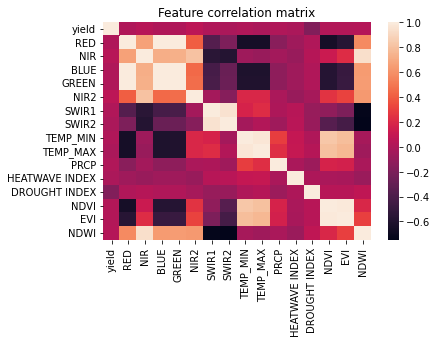 Feature correlation matrix
yield
RED
NIR
BLUE
GREEN
NIR2
SWIR1
SWIR2
TEMP_MIN
TEMP_MAX
PRCP
HEATWAVE INDEX
DROUGHT INDEX
NDVI
EVI
NDWI
yield
RED
NIR
BLUE
GREEN
NIR2
SWIR1
SWIR2
TEMP_MIN
TEMP_MAX
PRCP
HEATWAVE INDEX
DROUGHT INDEX
NDVI
EVI
NDWI
1.0
0.8
0.6
0.4
0.2
0.0
−0.2
−0.4
−0.6